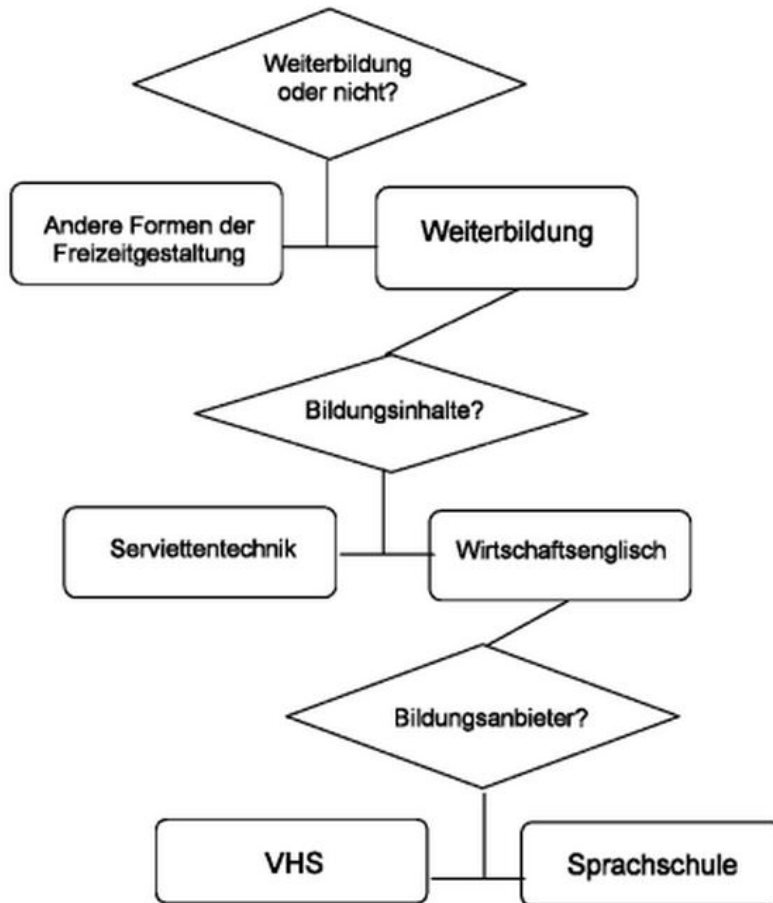 Weiterbildung
oder nicht?
Andere Formen der
Freizeitgestaltung
Weiterbildung
Bildungsinhalte?
Serviettentechnik
Wirtschaftsenglisch
Bildungsanbieter?
VHS
Sprachschule